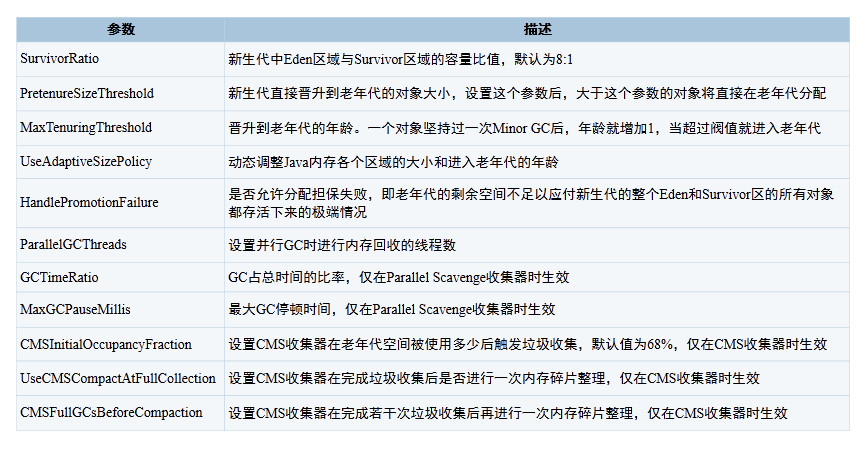 参数 描述
SurvivorRatio 新生代中Eden区域与Survivor区域的容量比值，默认为8:1
PretenureSizeThreshold 新生代直接晋升到老年代的对象大小，设置这个参数后，大于这个参数的对象将直接在老年代分配
MaxTenuringThreshold 晋升到老年代的年龄。一个对象坚持过一次Minor GC后，年龄就增加1，当超过阀值就进入老年代
UseAdaptiveSizePolicy 动态调整Java内存各个区域的大小和进入老年代的年龄
HandlePromotionFailure 是否允许分配担保失败，即老年代的剩余空间不足以应付新生代的整个Eden和Survivor区的所有对象
都存活下来的极端情况
ParallelGCThreads 设置并行GC时进行内存回收的线程数
GCTimeRatio GC占总时间的比率，仅在Parallel Scavenge收集器时生效
MaxGCPauseMillis 最大GC停顿时间，仅在Parallel Scavenge收集器时生效
CMSInitialOccupancyFraction 设置CMS收集器在老年代空间被使用多少后触发垃圾收集，默认值为68%，仅在CMS收集器时生效
UseCMSCompactAtFullCollection 设置CMS收集器在完成垃圾收集后是否进行一次内存碎片整理，仅在CMS收集器时生效
CMSFullGCsBeforeCompaction 设置CMS收集器在完成若干次垃圾收集后再进行一次内存碎片整理，仅在CMS收集器时生效